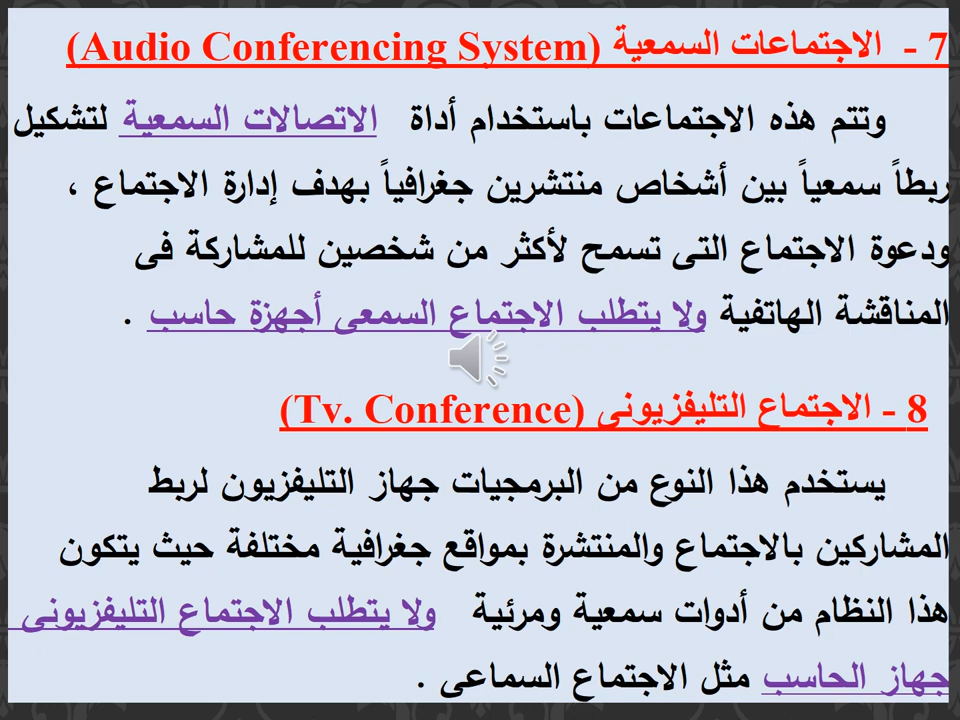 7 - الاجتماعات السمعية (Audio Conferencing System)
وتتم هذه الاجتماعات باستخدام أداة الاتصالات السمعية لتشكيل
ربطاً سمعياً بين أشخاص منتشرين جغرافياً بهدف إدارة الاجتماع ،
ودعوة الاجتماع التى تسمح لأكثر من شخصين للمشاركة فى
المناقشة الهاتفية ولا يتطلب الاجتماع السمعى أجهزة حاسب .
8 - الاجتماع التليفزيونى (Tv. Conference)
يستخدم هذا النوع من البرمجيات جهاز التليفزيون لربط
المشاركين بالاجتماع والمنتشرة بمواقع جغرافية مختلفة حيث يتكون
هذا النظام من أدوات سمعية ومرئية ولا يتطلب الاجتماع التليفزيونى
جهاز الحاسب مثل الاجتماع السماعى .